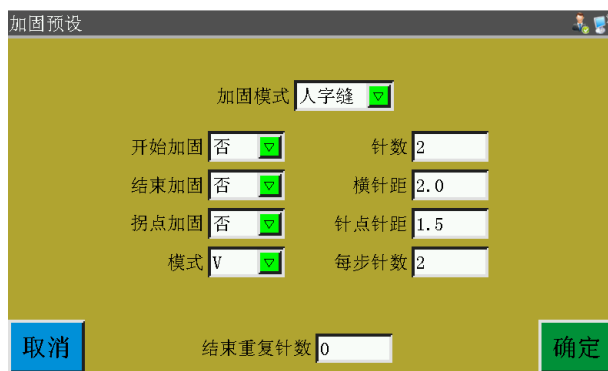 加固预设
加固模式 人字缝
开始加固 否 针数 2
结束加固 否 横针距 2.0
拐点加固 否 针点针距 1.5
模式 V 每步针数 2
取消 结束重复针数 0 确定